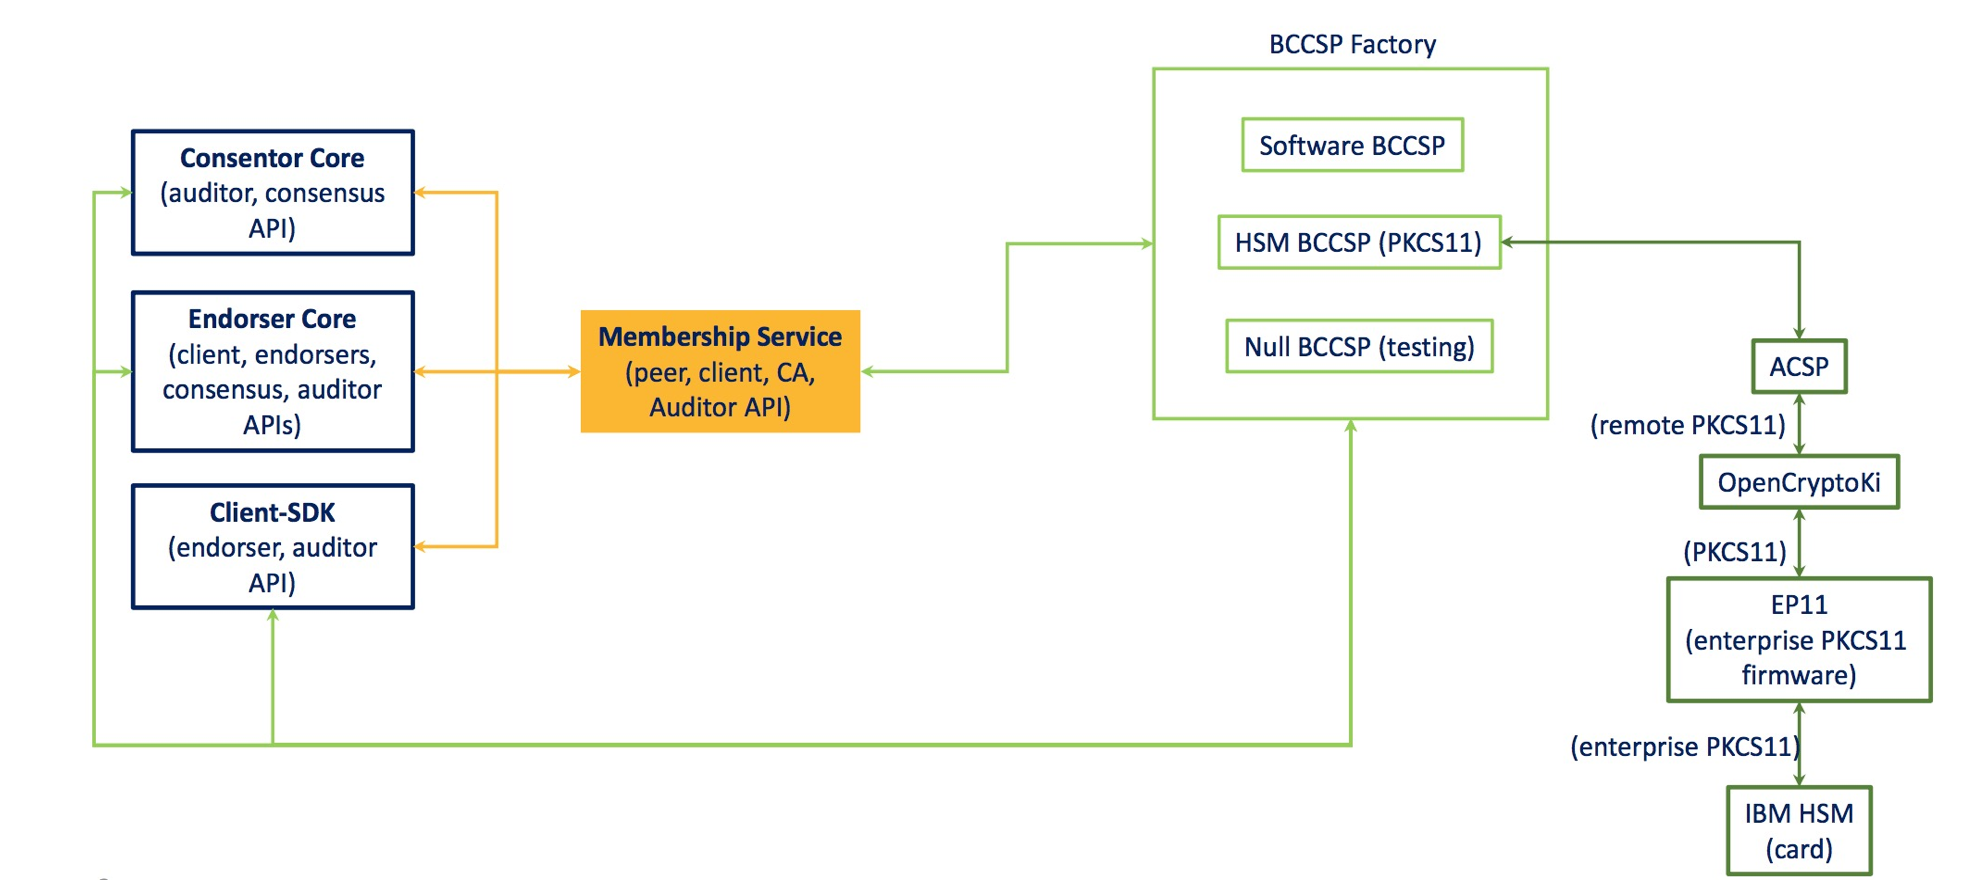 BCCSP Factory
Consentor Core
(auditor, consensus
API)
Endorser Core
(client, endorsers,
consensus, auditor
APIs)
Client-SDK
(endorser, auditor
API)
Membership Service
(peer, client, CA,
Auditor API)
Software BCCSP
HSM BCCSP (PKCS11)
Null BCCSP (testing)
ACSP
(remote PKCS11)
OpenCryptoKi
(PKCS11)
EP11
(enterprise PKCS11
firmware)
(enterprise PKCS11)
IBM HSM
(card)